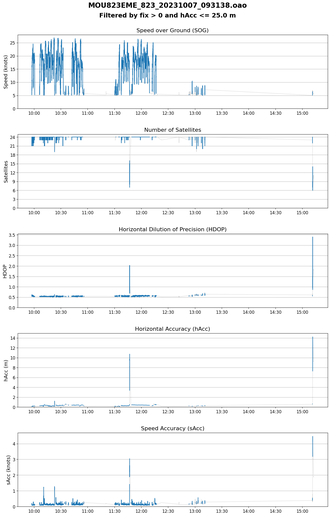 MOU823EME_823_20231007_093138.oao
Filtered by fix > 0 and hAcc <= 25.0 m
Speed over Ground (SOG)
Speed (knots)
25
20
15
10
5
0
10:00 10:30 11:00 11:30 12:00 12:30 13:00 13:30 14:00 14:30 15:00
Number of Satellites
Satellites
24
21
18
15
12
9
6
3
0
10:00 10:30 11:00 11:30 12:00 12:30 13:00 13:30 14:00 14:30 15:00
Horizontal Dilution of Precision (HDOP)
HDOP
3.5
3.0
2.5
2.0
1.5
1.0
0.5
0.0
10:00 10:30 11:00 11:30 12:00 12:30 13:00 13:30 14:00 14:30 15:00
Horizontal Accuracy (hAcc)
hAcc (m)
14
12
10
8
6
4
2
0
10:00 10:30 11:00 11:30 12:00 12:30 13:00 13:30 14:00 14:30 15:00
Speed Accuracy (sAcc)
sAcc (knots)
4
3
2
1
0
10:00 10:30 11:00 11:30 12:00 12:30 13:00 13:30 14:00 14:30 15:00